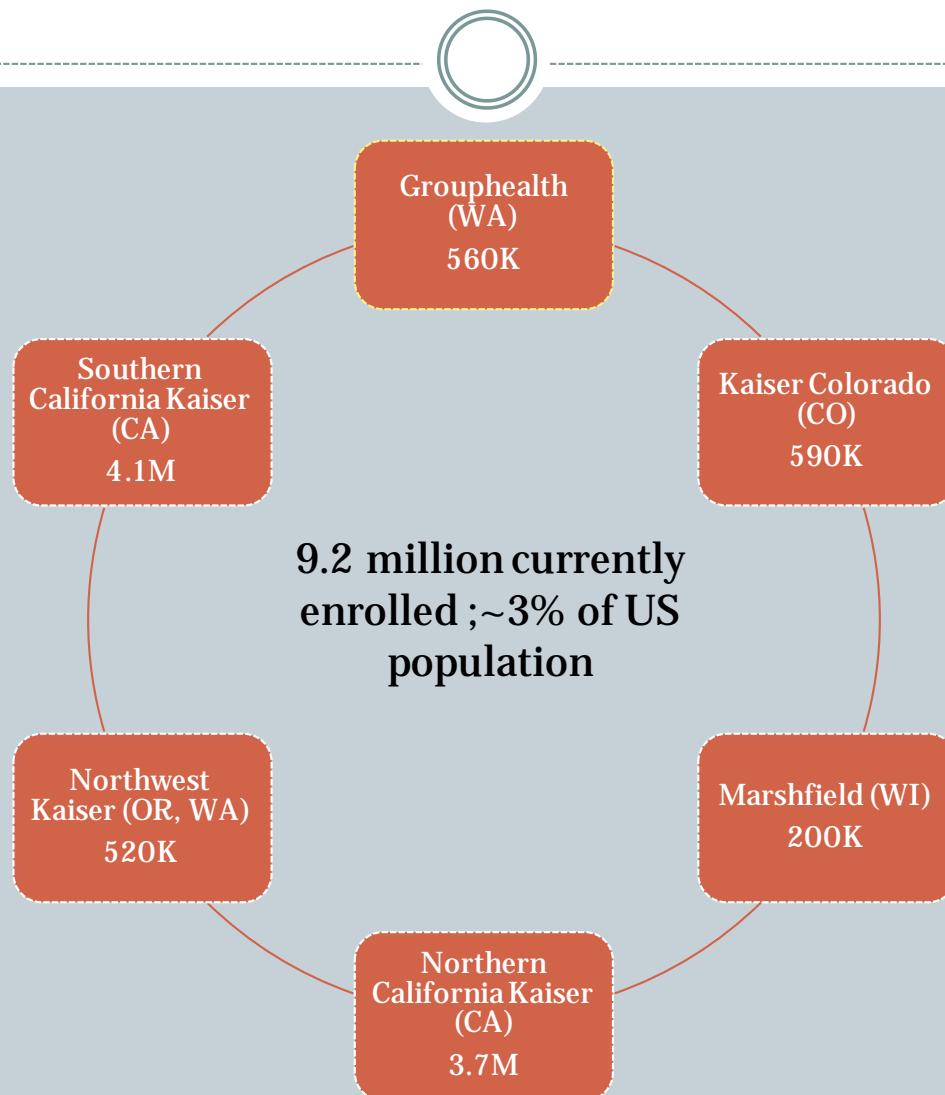 Grouphealth
(WA)
560K
Kaiser Colorado
(CO)
590K
Marshfield (WI)
200K
Northern
California Kaiser
(CA)
3.7M
Northwest
Kaiser (OR, WA)
520K
Southern
California Kaiser
(CA)
4.1M
9.2 million currently
enrolled ;~3% of US
population